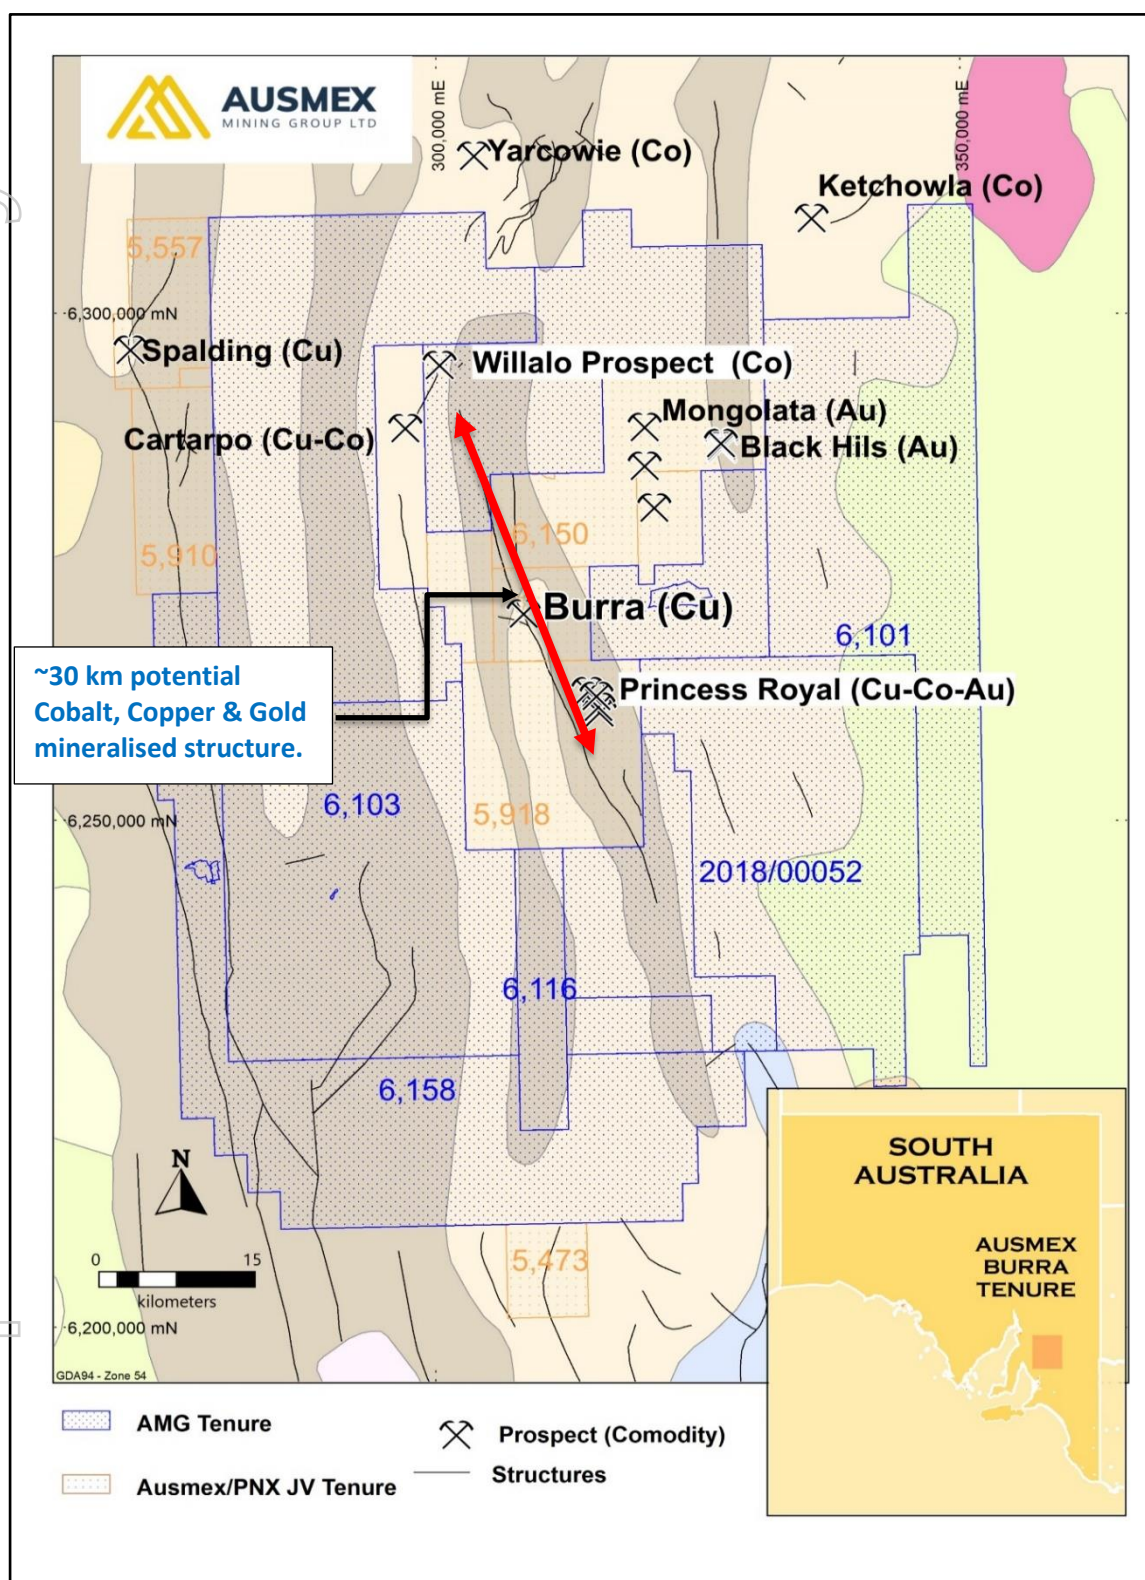 AUSMEX
MINING GROUP LTD
300,000 mE
350,000 mE
Yarcowie (Co)
Ketchowla (Co)
5,557
6,300,000 mN
Spalding (Cu)
Willalo Prospect (Co)
Mongolata (Au)
Cartarpo (Cu-Co)
Black Hils (Au)
6,150
5,910
Burra (Cu)
6,101
~30 km potential
Cobalt, Copper & Gold
mineralised structure.
Princess Royal (Cu-Co-Au)
6,103
5,918
6,250,000 mN
2018/00052
6,116
6,158
N
0 15
kilometers
5,473
6,200,000 mN
GDA94 - Zone 54
SOUTH
AUSTRALIA
AUSMEX
BURRA
TENURE
AMG Tenure
Prospect (Comodity)
Structures
Ausmex/PNX JV Tenure